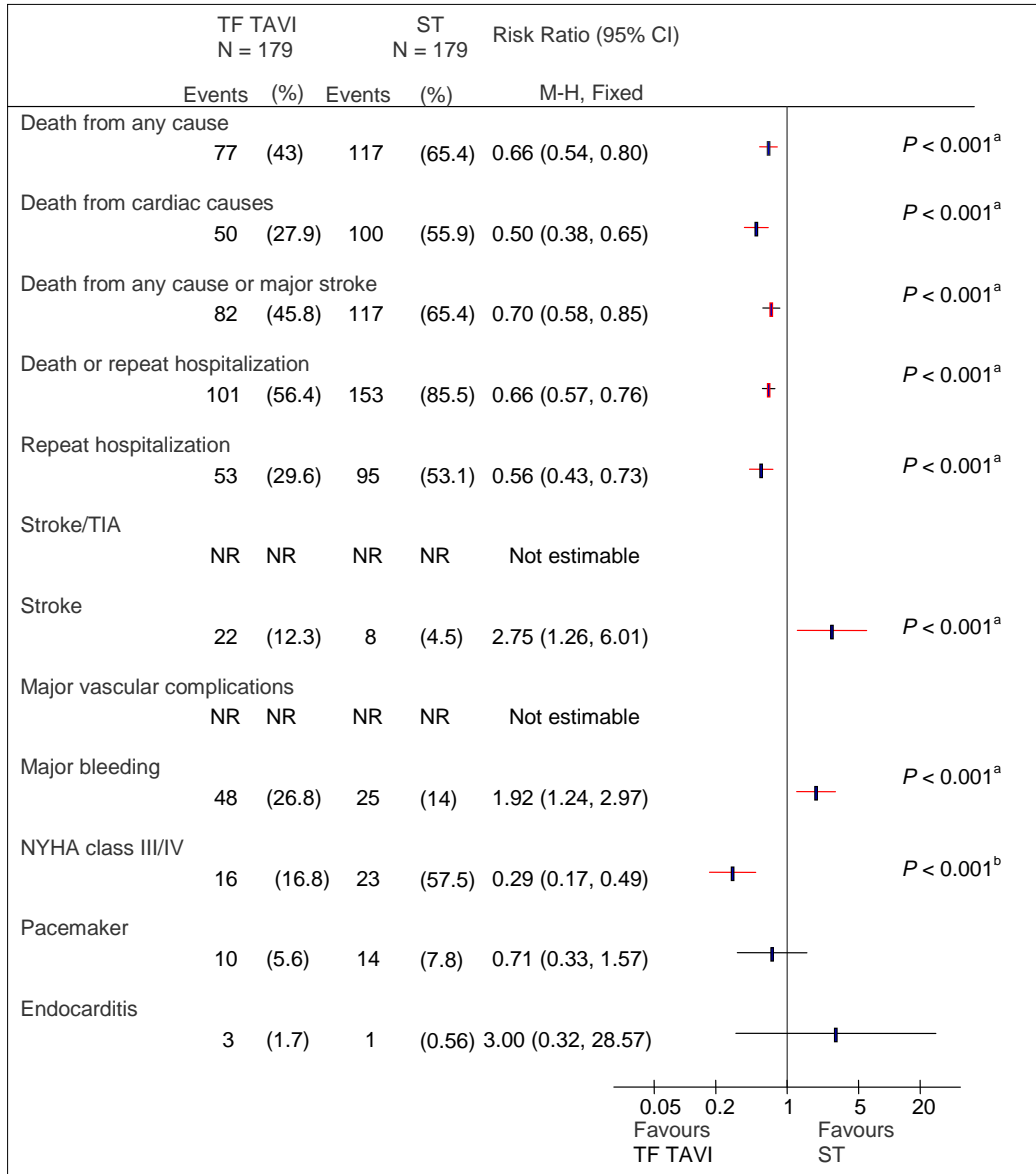 TF TAVI ST Risk Ratio (95% CI)
N = 179 N = 179
Events (%) Events (%) M-H, Fixed
Death from any cause
77 (43) 117 (65.4) 0.66 (0.54, 0.80) P < 0.001a
Death from cardiac causes
50 (27.9) 100 (55.9) 0.50 (0.38, 0.65) P < 0.001a
Death from any cause or major stroke
82 (45.8) 117 (65.4) 0.70 (0.58, 0.85) P < 0.001a
Death or repeat hospitalization
101 (56.4) 153 (85.5) 0.66 (0.57, 0.76) P < 0.001a
Repeat hospitalization
53 (29.6) 95 (53.1) 0.56 (0.43, 0.73) P < 0.001a
Stroke/TIA
NR NR NR NR Not estimable
Stroke
22 (12.3) 8 (4.5) 2.75 (1.26, 6.01) P < 0.001a
Major vascular complications
NR NR NR NR Not estimable
Major bleeding
48 (26.8) 25 (14) 1.92 (1.24, 2.97) P < 0.001a
NYHA class III/IV
16 (16.8) 23 (57.5) 0.29 (0.17, 0.49) P < 0.001b
Pacemaker
10 (5.6) 14 (7.8) 0.71 (0.33, 1.57)
Endocarditis
3 (1.7) 1 (0.56) 3.00 (0.32, 28.57)
0.05 0.2 1 5 20
Favours Favours
TF TAVI ST